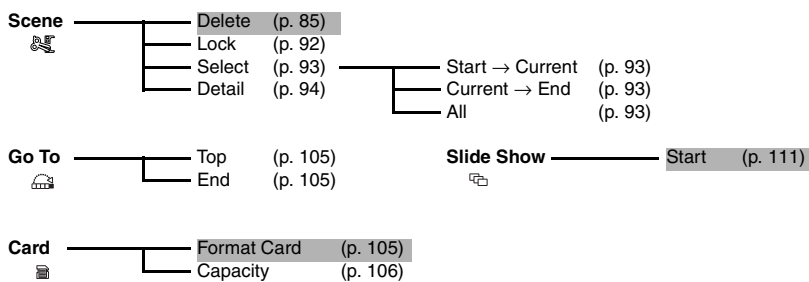 Scene Delete (p. 85)
Lock (p. 92)
Select (p. 93) Start → Current (p. 93)
Detail (p. 94) Current → End (p. 93)
All (p. 93)
Go To Top (p. 105) Slide Show Start (p. 111)
End (p. 105)
Card Format Card (p. 105)
Capacity (p. 106)